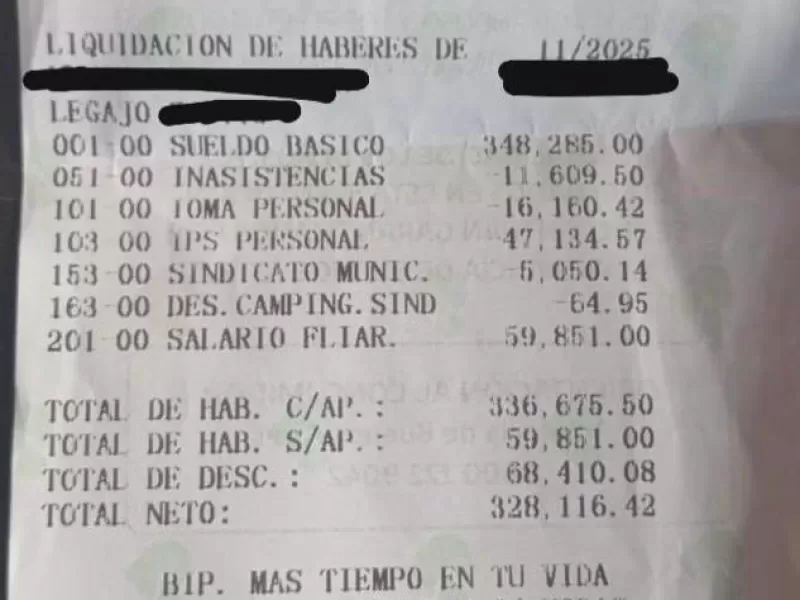 LIQUIDACION DE HABERES DE 11/2025
LEGAJO
001-00 SUELDO BASICO 348,285.00
051-00 INASISTENCIAS -11,609.50
101 00 IOMA PERSONAL -16,160.42
103 00 IPS PERSONAL -47,134.57
153-00 SINDICATO MUNIC. -5,050.14
163-00 DES.CAMPING.SIND -64.95
201 00 SALARIO FLIAR. 59,851.00
TOTAL DE HAB. C/AP.: 336,675.50
TOTAL DE HAB. S/AP.: 59,851.00
TOTAL DE DESC.: 68,410.08
TOTAL NETO: 328,116.42
BIP. MAS TIEMPO EN TU VIDA